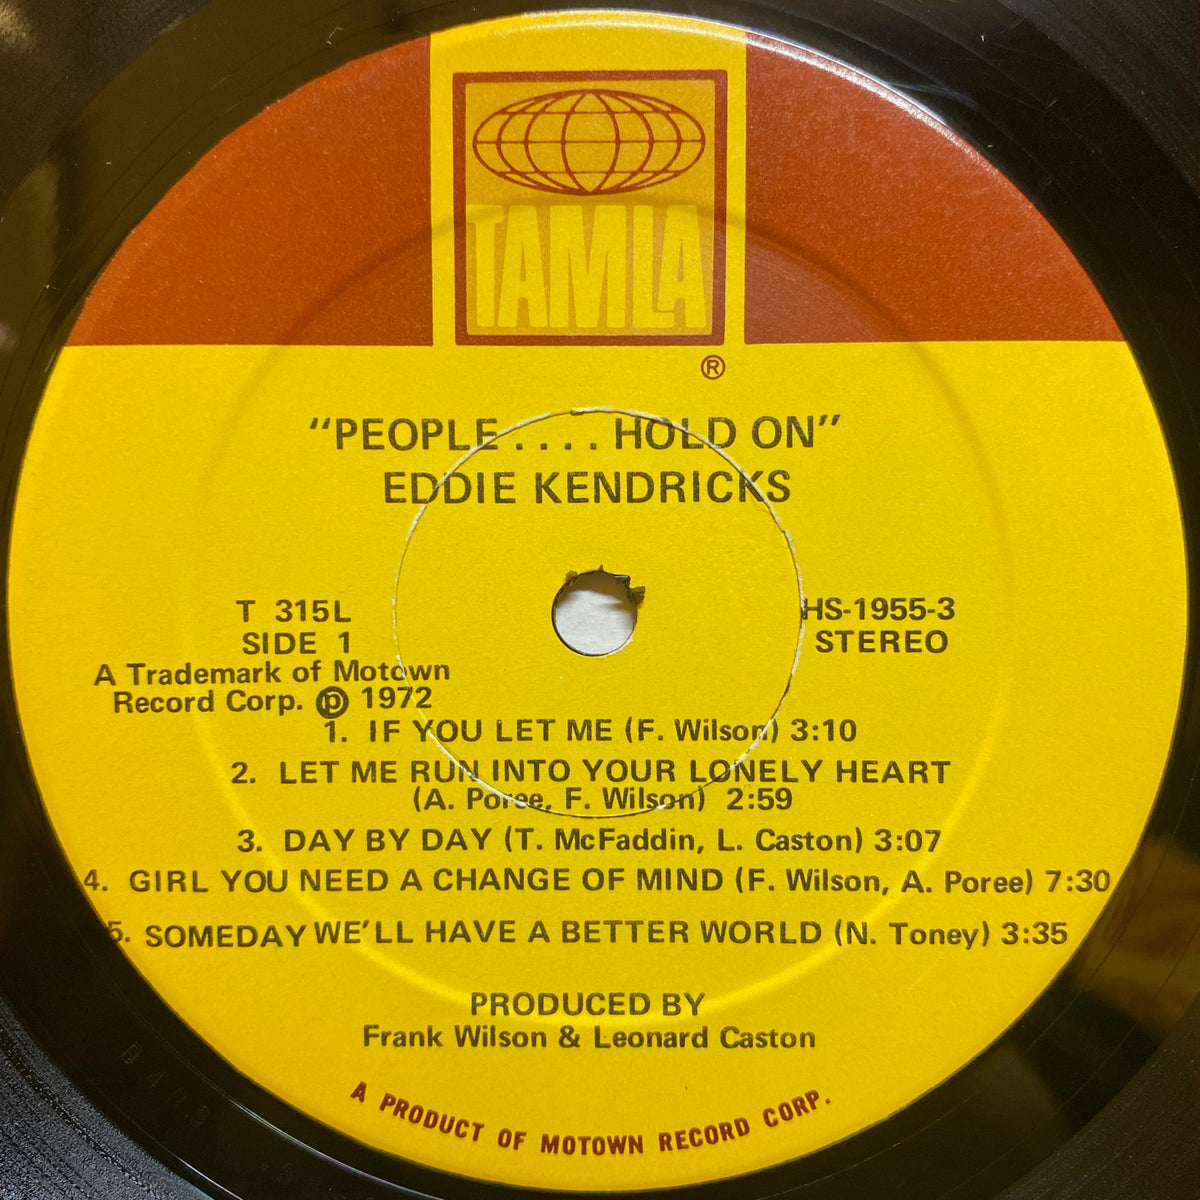 TAMLA
®
"PEOPLE . . . . HOLD ON"
EDDIE KENDRICKS
T 315L
SIDE 1
A Trademark of Motown
Record Corp. ℗ 1972
HS-1955-3
STEREO
1. IF YOU LET ME (F. Wilson) 3:10
2. LET ME RUN INTO YOUR LONELY HEART
(A. Poree, F. Wilson) 2:59
3. DAY BY DAY (T. McFaddin, L. Caston) 3:07
4. GIRL YOU NEED A CHANGE OF MIND (F. Wilson, A. Poree) 7:30
5. SOMEDAY WE'LL HAVE A BETTER WORLD (N. Toney) 3:35
PRODUCED BY
Frank Wilson & Leonard Caston
A PRODUCT OF MOTOWN RECORD CORP.